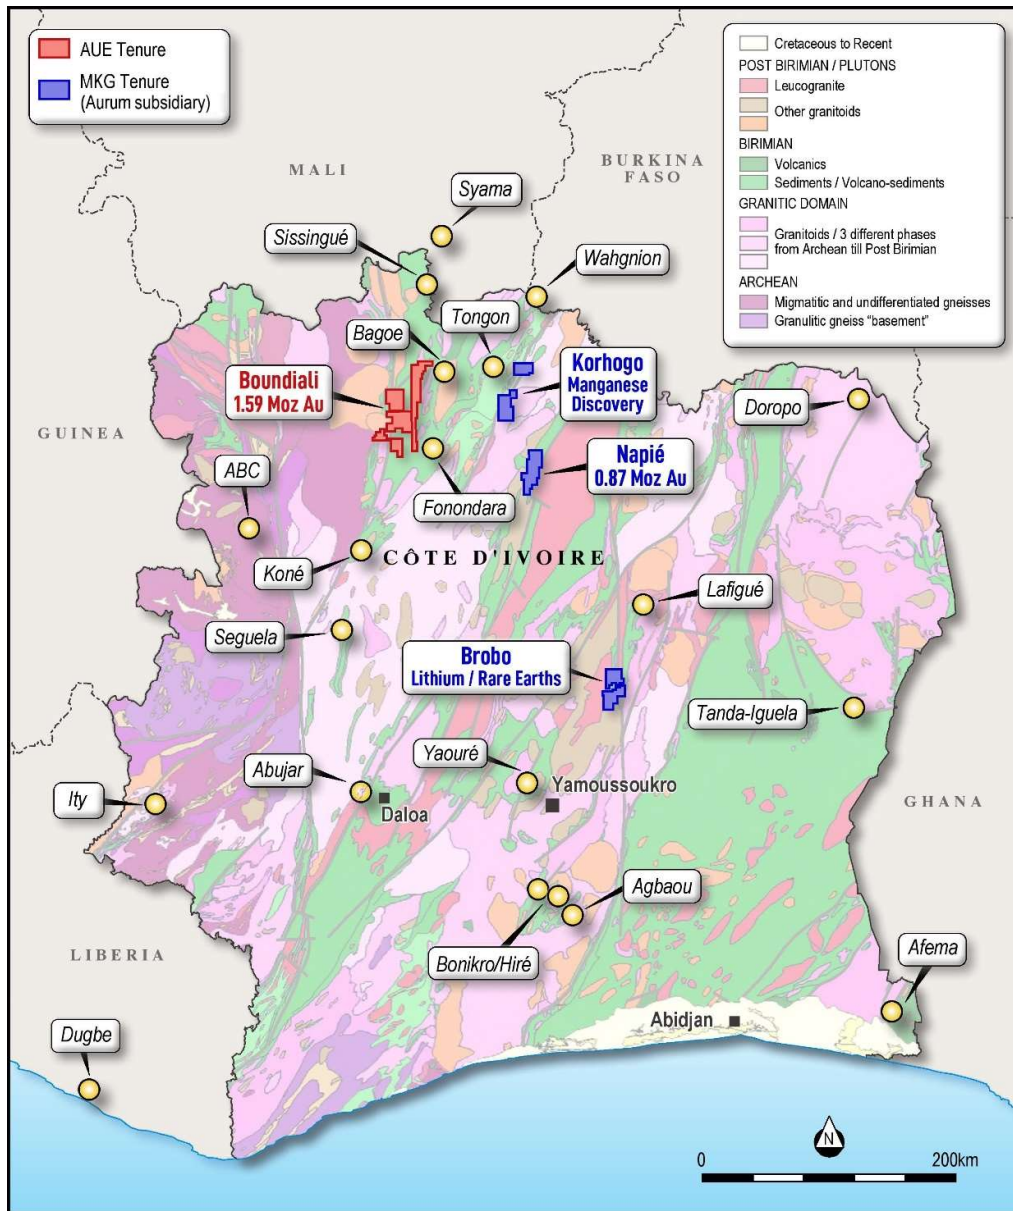 AUE Tenure
MKG Tenure
(Aurum subsidiary)
Cretaceous to Recent
POST BIRIMIAN / PLUTONS
Leucogranite
Other granitoids
BIRIMIAN
Volcanics
Sediments / Volcano-sediments
GRANITIC DOMAIN
Granitoids / 3 different phases
from Archean till Post Birimian
ARCHEAN
Migmatitic and undifferentiated gneisses
Granulitic gneiss "basement"
MALI
BURKINA
FASO
Syama
Sissingué
Wahgnion
Bagoe
Tongon
Boundiali
1.59 Moz Au
Korhogo
Manganese
Discovery
Doropo
GUINEA
Napié
0.87 Moz Au
ABC
Fonondara
CÔTE D'IVOIRE
Koné
Lafigué
Seguela
Brobo
Lithium / Rare Earths
Tanda-Iguela
Yaouré
Abujar
Yamoussoukro
Ity
Daloa
GHANA
Agbaou
LIBERIA
Bonikro/Hiré
Afema
Abidjan
Dugbe
N
0
200km